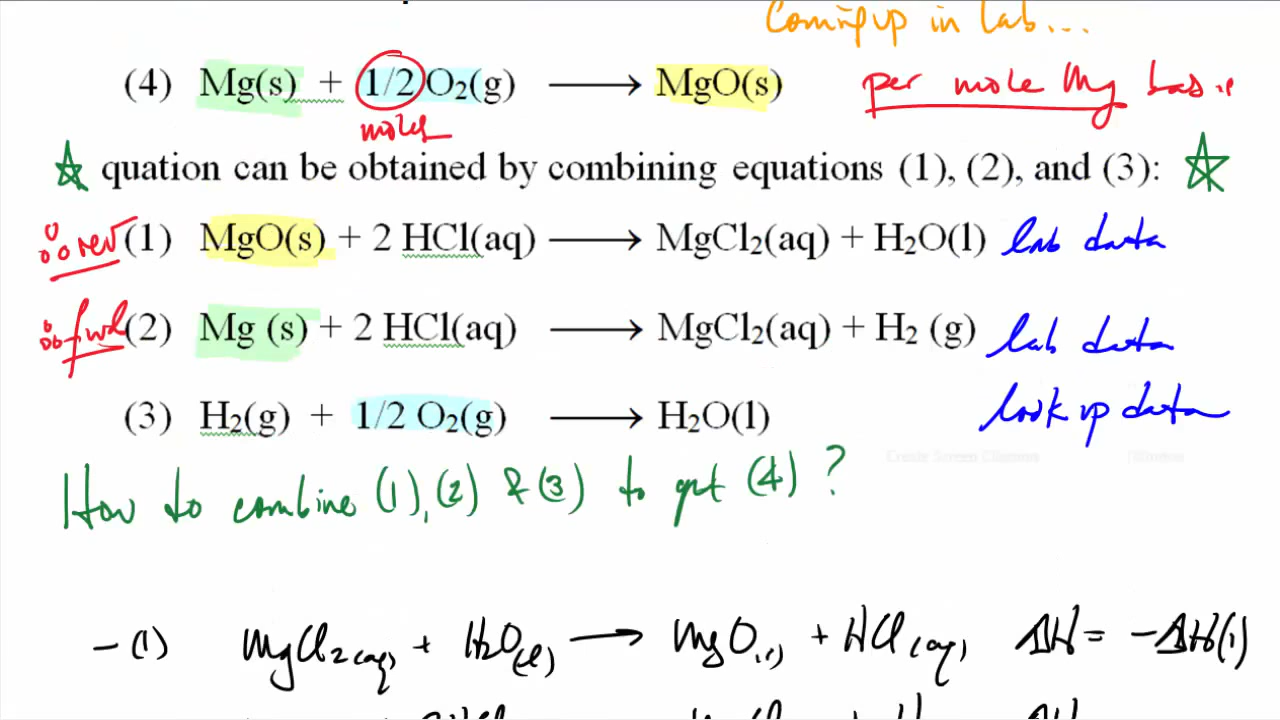 Coming up in lab...
(4) Mg(s) + 1/2 O2(g) ⟶ MgO(s) per mole Mg
moles
quation can be obtained by combining equations (1), (2), and (3):
∴ rev (1) MgO(s) + 2 HCl(aq) ⟶ MgCl2(aq) + H2O(l) lab data
∴ fwd (2) Mg (s) + 2 HCl(aq) ⟶ MgCl2(aq) + H2 (g) lab data
(3) H2(g) + 1/2 O2(g) ⟶ H2O(l) look up data
How to combine (1), (2) & (3) to get (4)?
-(1) MgCl2(aq) + H2O(l) ⟶ MgO(s) + HCl(aq) ΔH = -ΔH(1)